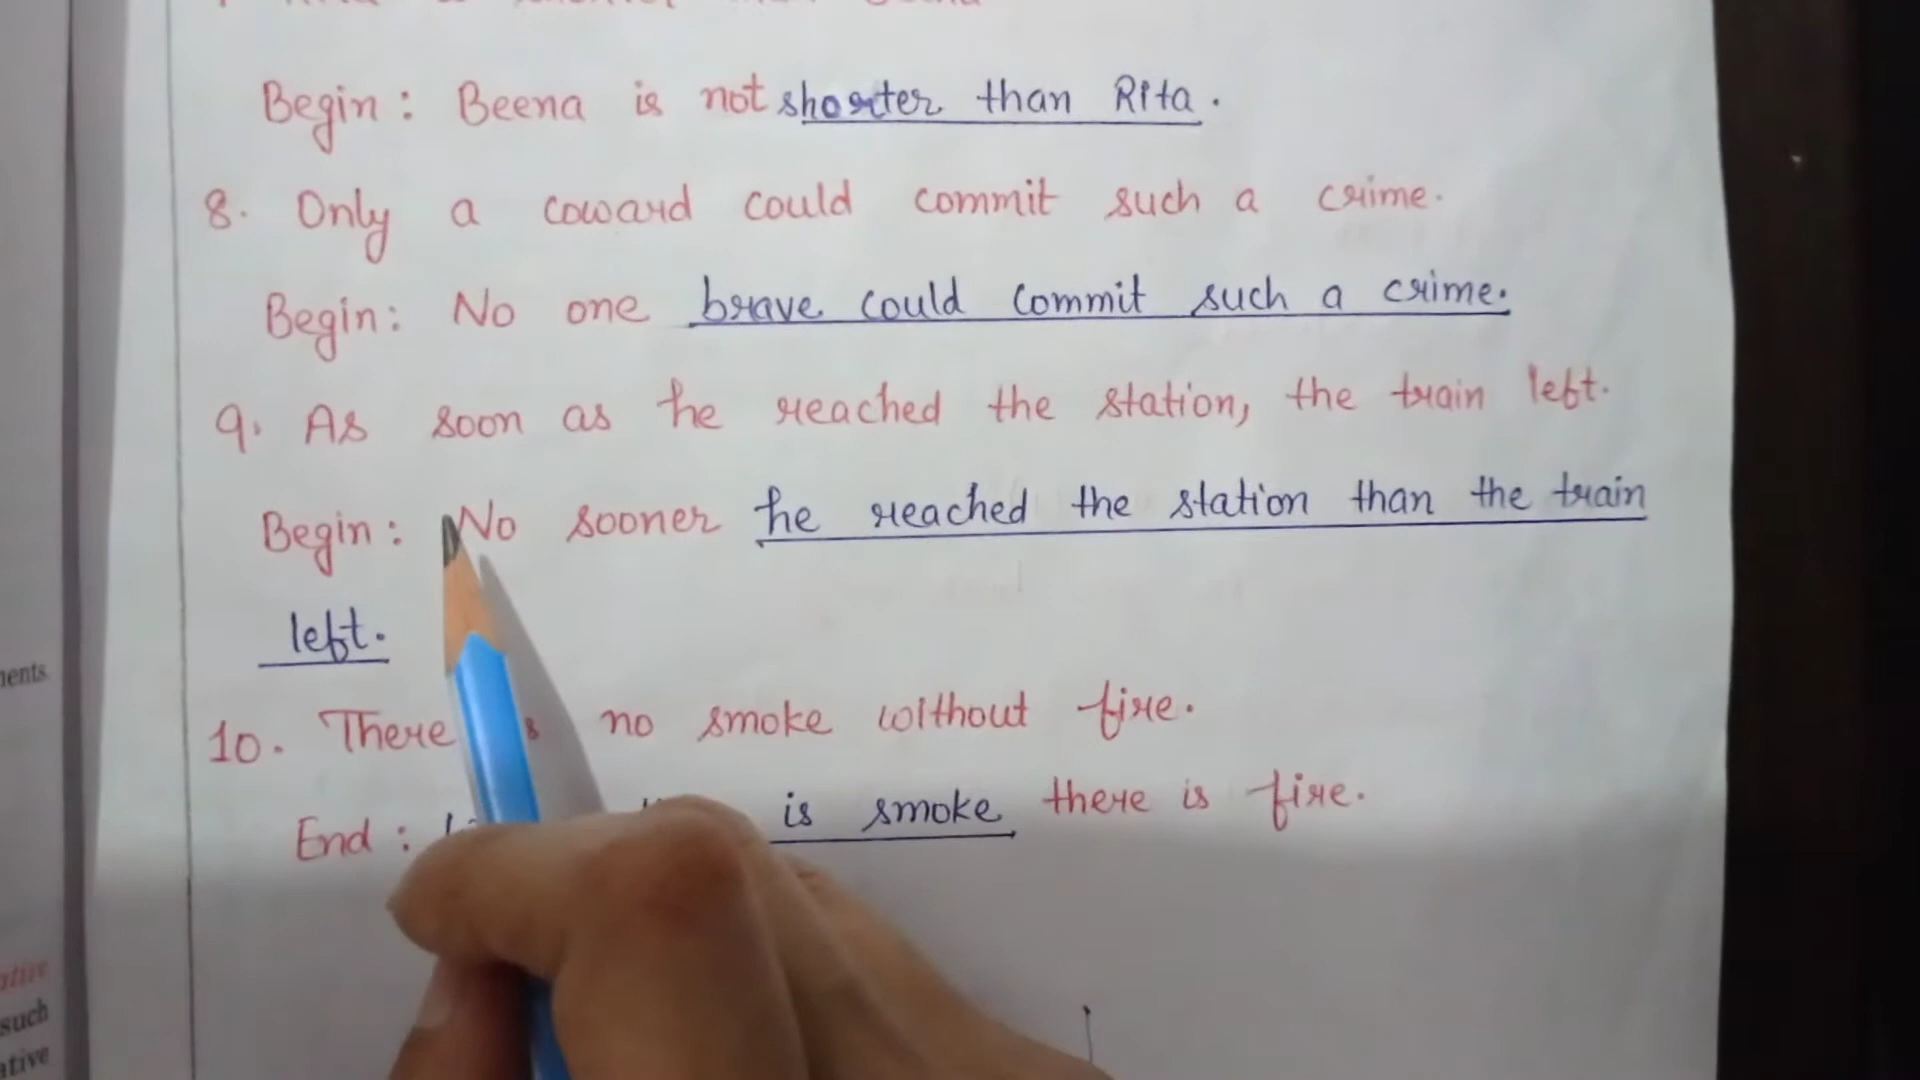 Begin: Beena is not shorter than Rita.
8. Only a coward could commit such a crime.
Begin: No one brave could commit such a crime.
9. As soon as he reached the station, the train left.
Begin: No sooner he reached the station than the train
left.
10. There no smoke without fire.
End: is smoke there is fire.
ments
such